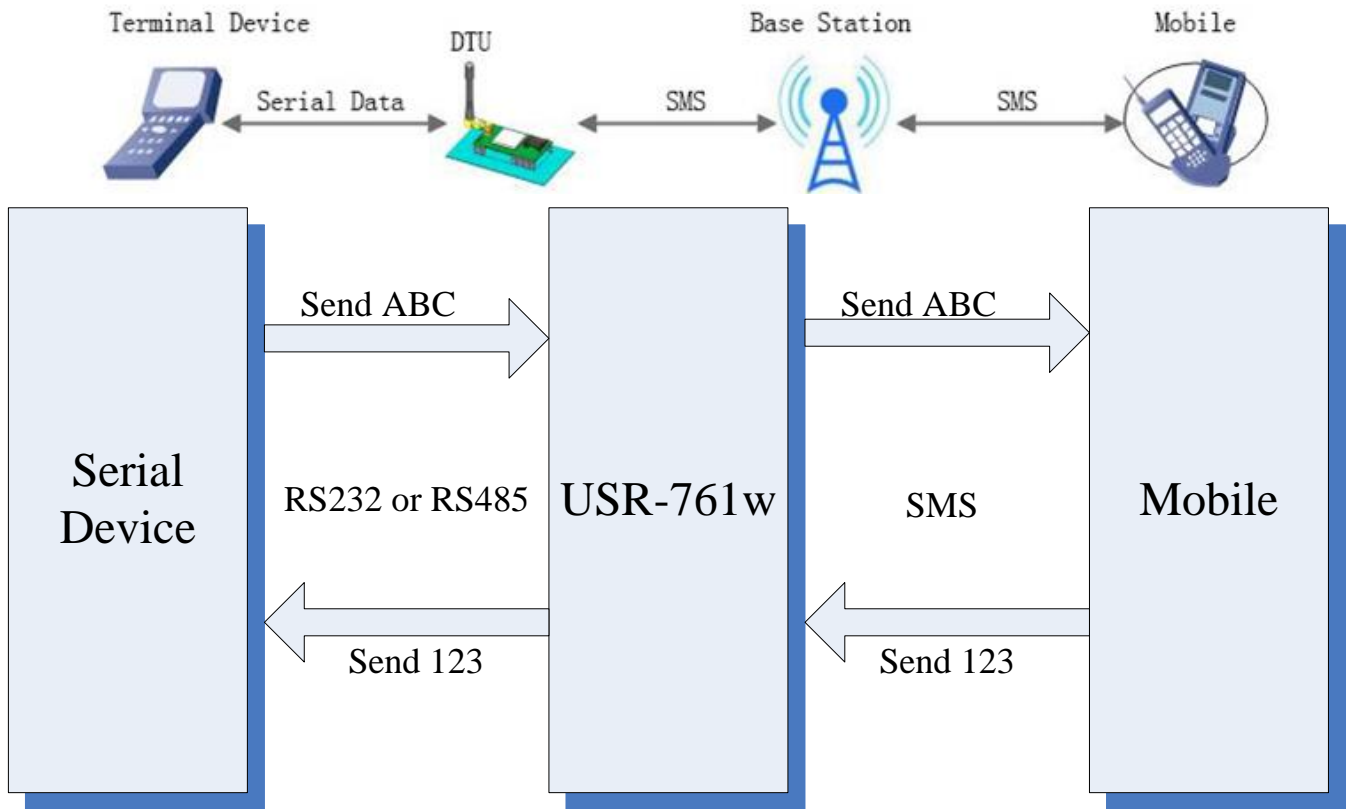 Terminal Device
DTU
Base Station
Mobile
Serial Data
SMS
SMS
Send ABC
Send ABC
Serial
Device
RS232 or RS485
USR-761w
SMS
Mobile
Send 123
Send 123